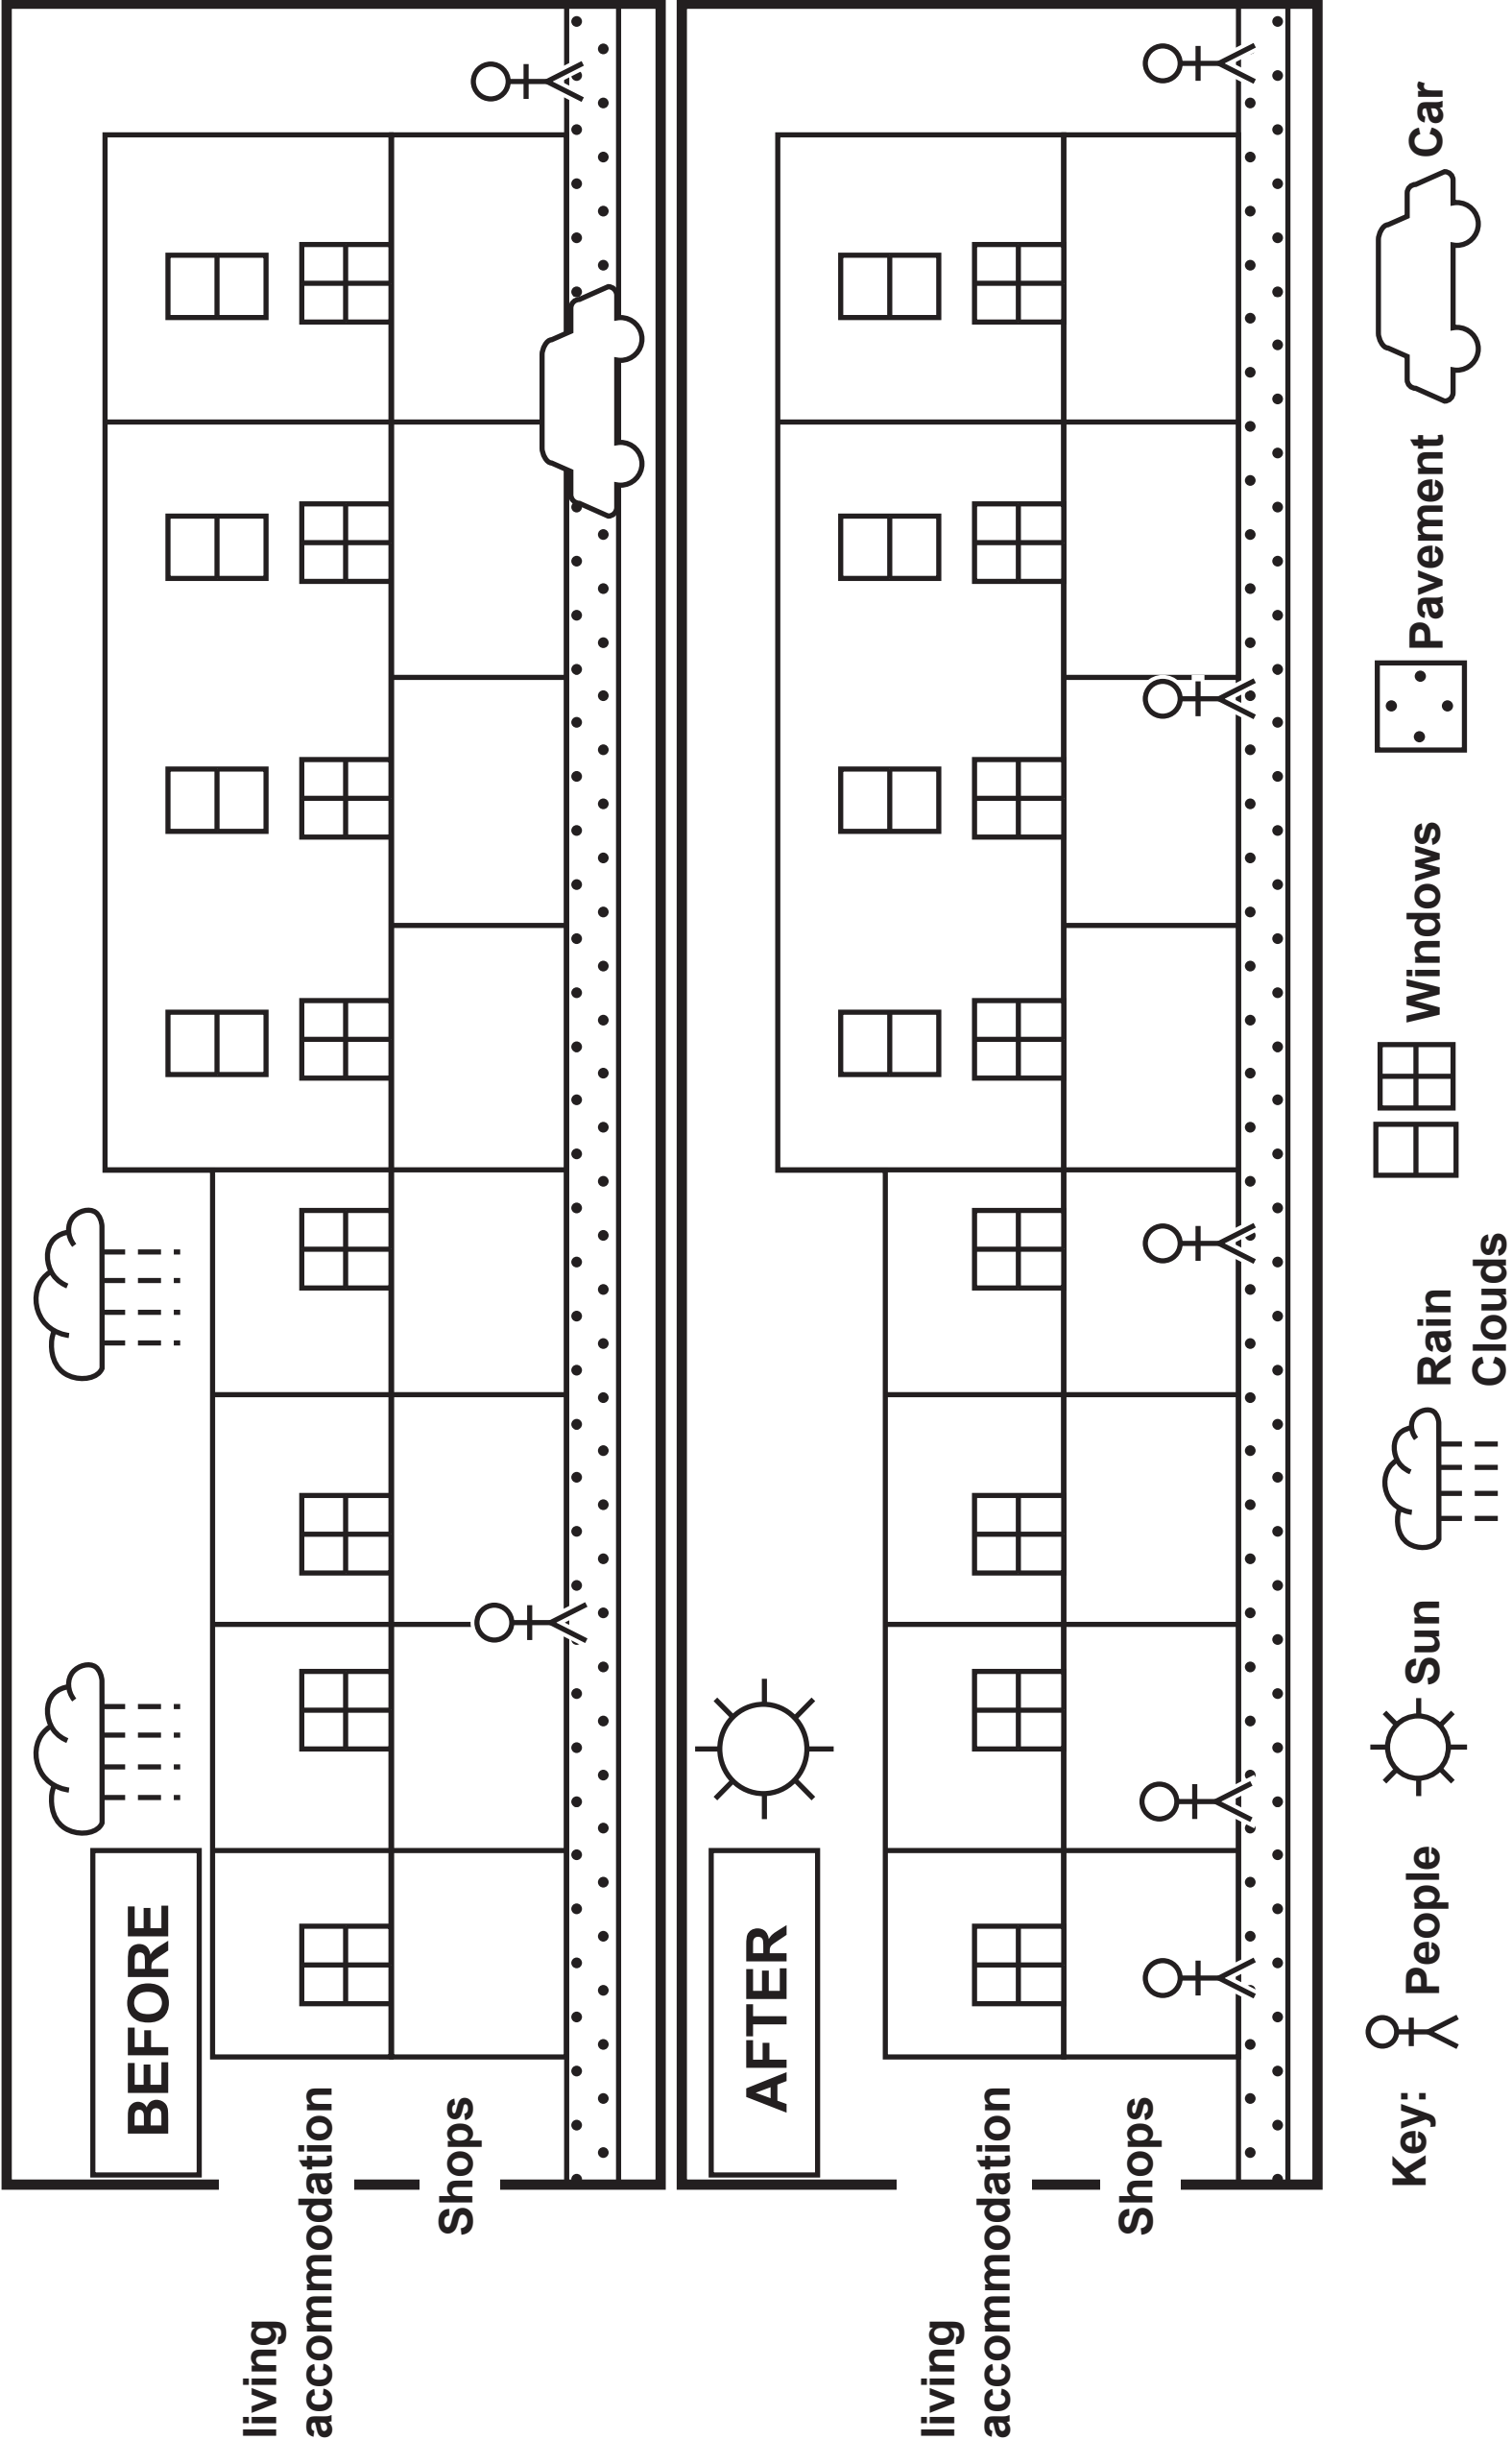 BEFORE
living
accommodation
Shops
AFTER
living
accommodation
Shops
Key: People Sun Rain Windows Pavement Car
Clouds